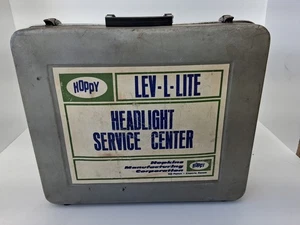 HOPPY
LEV-L-LITE
HEADLIGHT
SERVICE CENTER
Hopkins
Manufacturing
Corporation
HOPPY